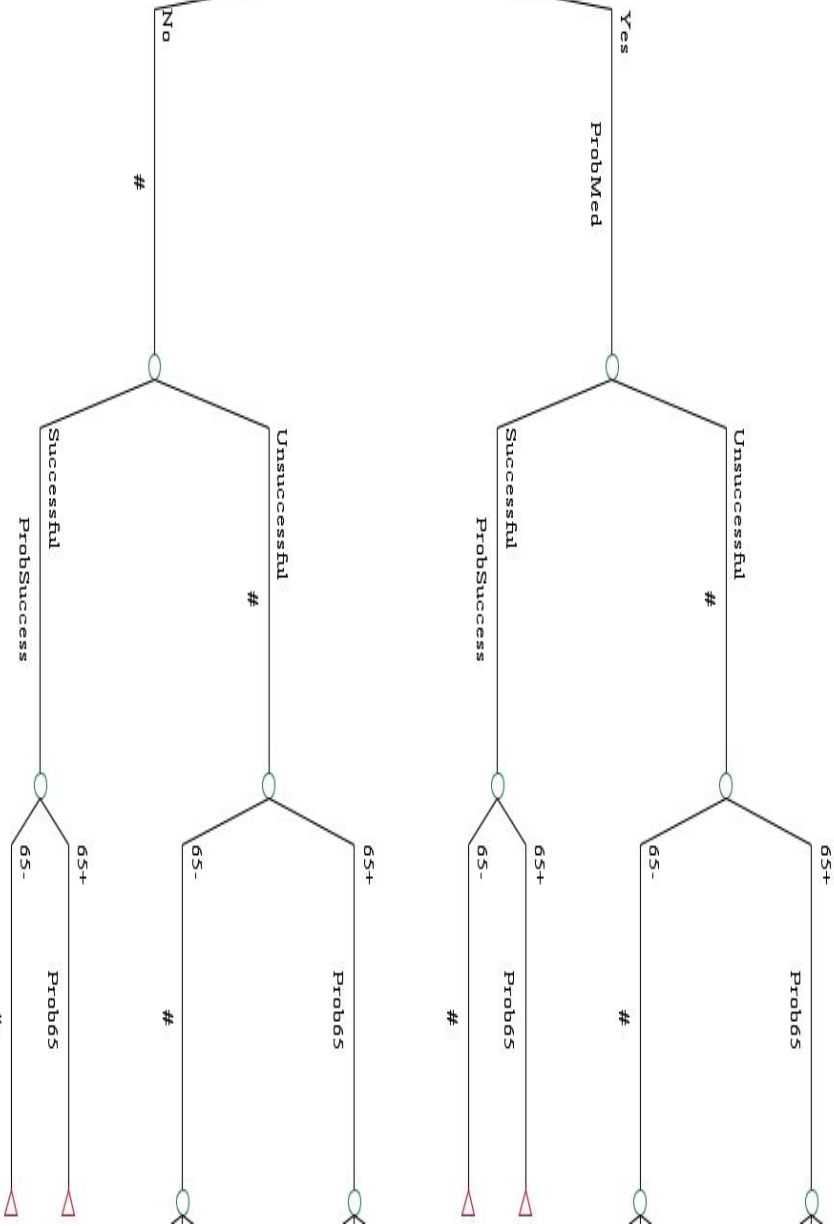 65+
Prob65
Unsuccessful
#
65-
Yes
#
ProbMed
65+
Successful
Prob65
65-
ProbSuccess
#
65+
Prob65
Unsuccessful
#
65-
No
#
#
65+
Successful
Prob65
65-
ProbSuccess